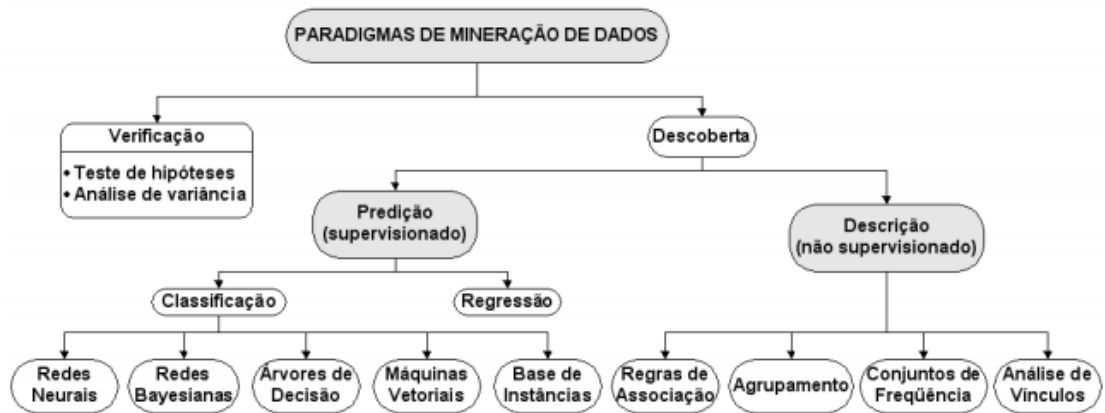 PARADIGMAS DE MINERAÇÃO DE DADOS
Verificação
• Teste de hipóteses
• Análise de variância
Descoberta
Predição
(supervisionado)
Descrição
(não supervisionado)
Classificação
Regressão
Redes
Neurais
Redes
Bayesianas
Árvores de
Decisão
Máquinas
Vetoriais
Base de
Instâncias
Regras de
Associação
Agrupamento
Conjuntos de
Freqüência
Análise de
Vínculos